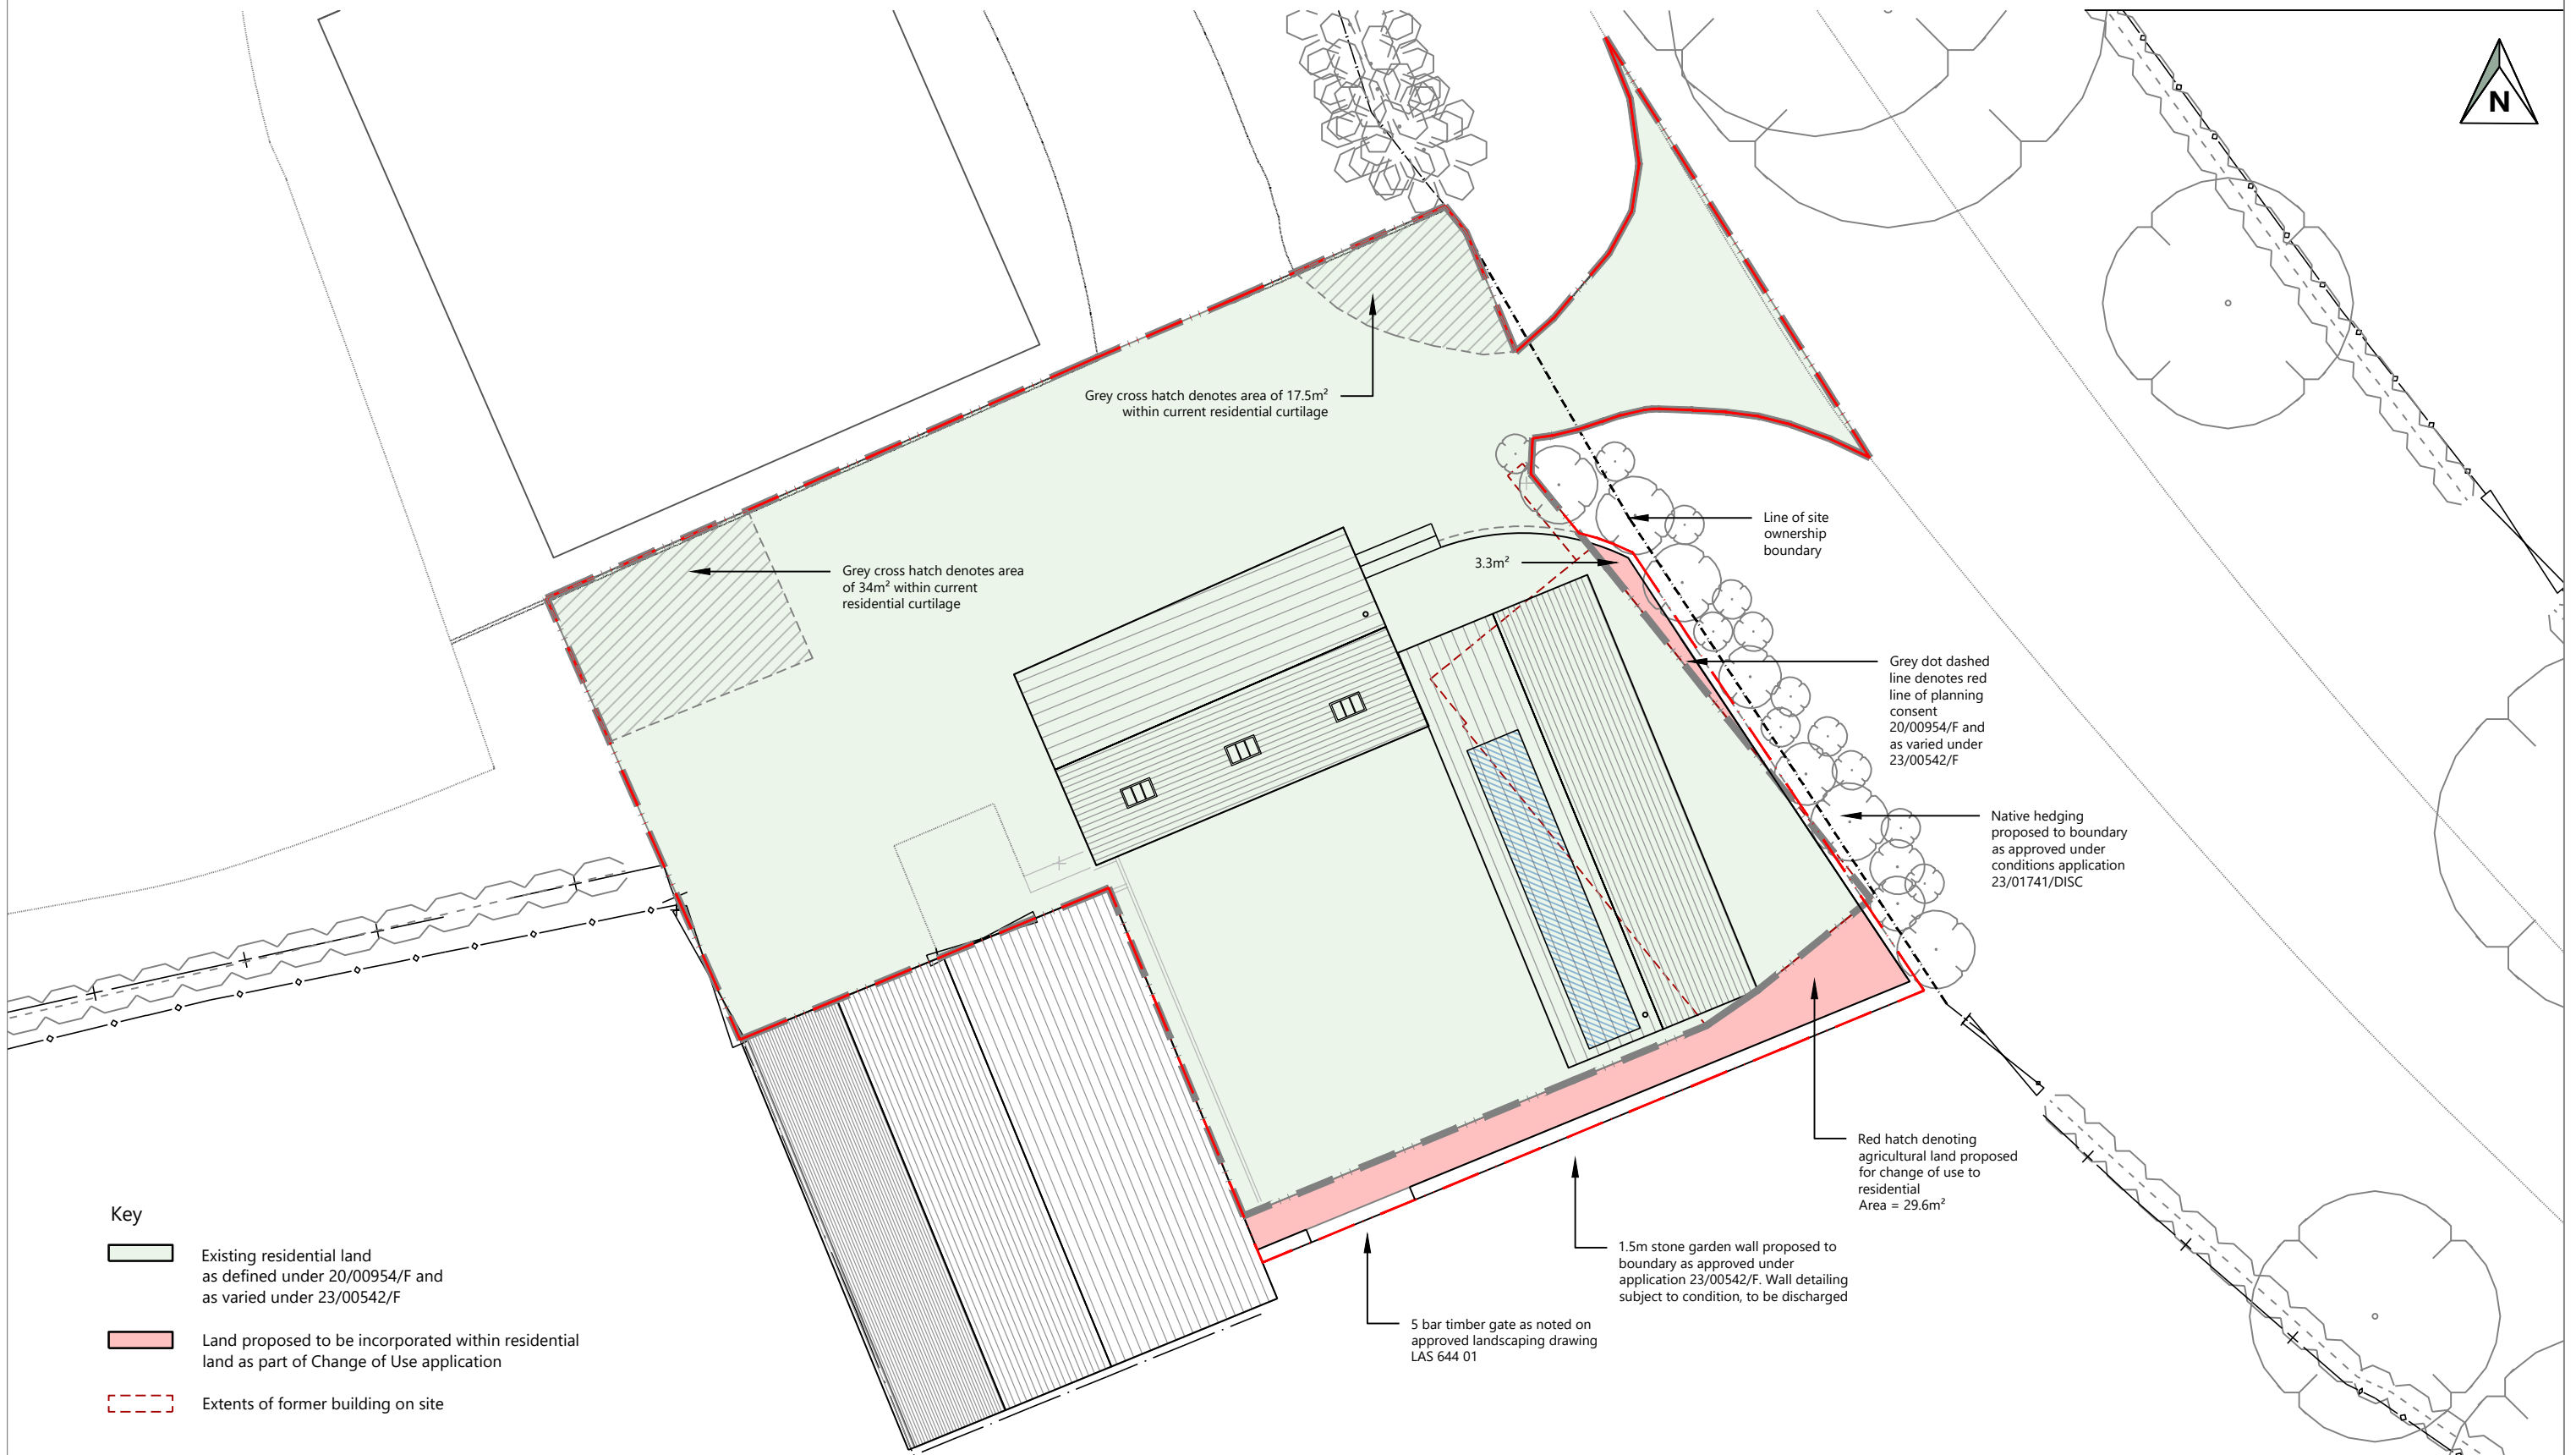 N
Grey cross hatch denotes area of 17.5m²
within current residential curtilage
Line of site
ownership
boundary
3.3m²
Grey cross hatch denotes area
of 34m² within current
residential curtilage
Grey dot dashed
line denotes red
line of planning
consent
20/00954/F and
as varied under
23/00542/F
Native hedging
proposed to boundary
as approved under
conditions application
23/01741/DISC
Red hatch denoting
agricultural land proposed
for change of use to
residential
Area = 29.6m²
1.5m stone garden wall proposed to
boundary as approved under
application 23/00542/F. Wall detailing
subject to condition, to be discharged
5 bar timber gate as noted on
approved landscaping drawing
LAS 644 01
Key
Existing residential land
as defined under 20/00954/F and
as varied under 23/00542/F
Land proposed to be incorporated within residential
land as part of Change of Use application
Extents of former building on site